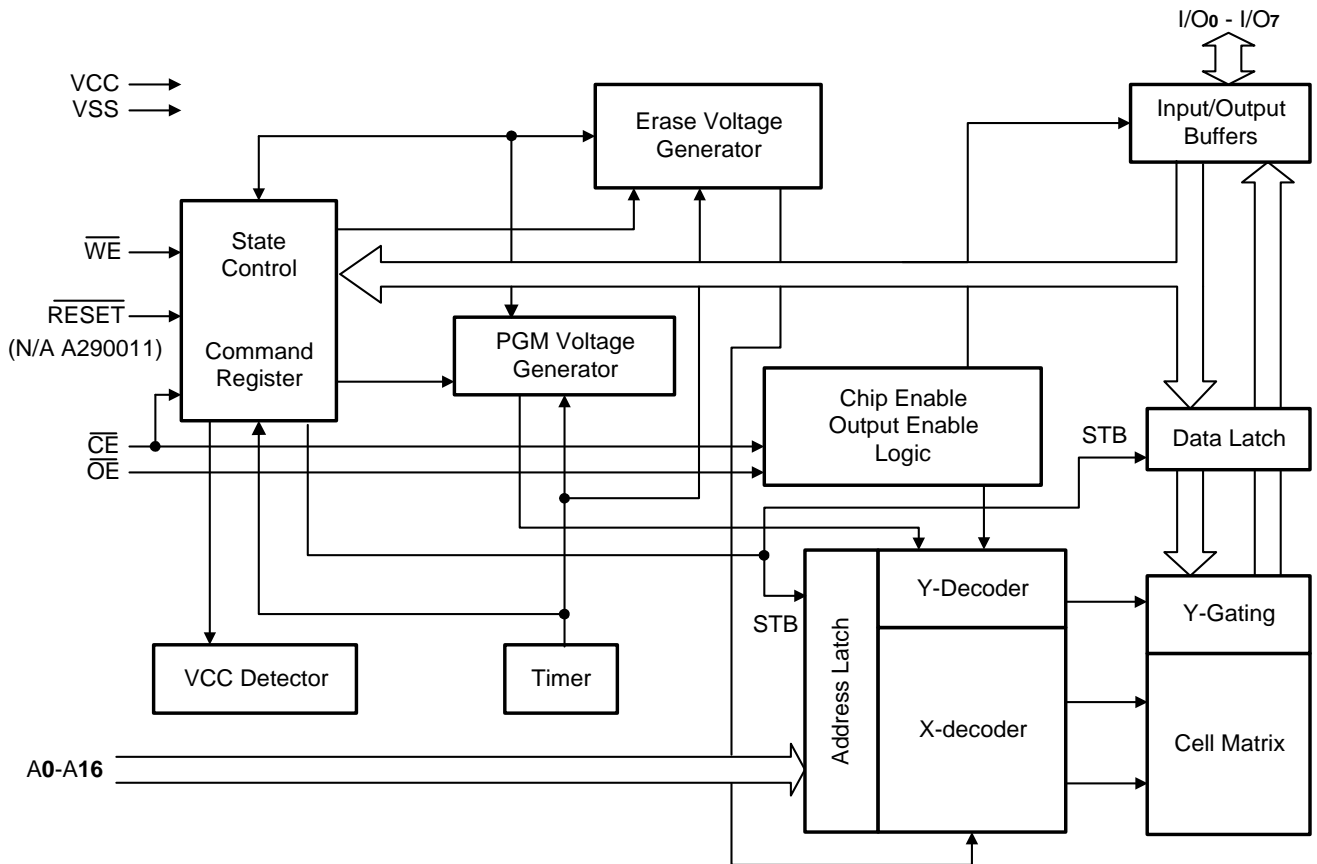 I/O0 - I/O7
VCC
VSS
Erase Voltage
Generator
Input/Output
Buffers
State
Control
WE
RESET
(N/A A290011)
Command
Register
PGM Voltage
Generator
Chip Enable
Output Enable
Logic
CE
OE
STB
Data Latch
Y-Decoder
STB
Y-Gating
VCC Detector
Timer
Address Latch
X-decoder
Cell Matrix
A0-A16